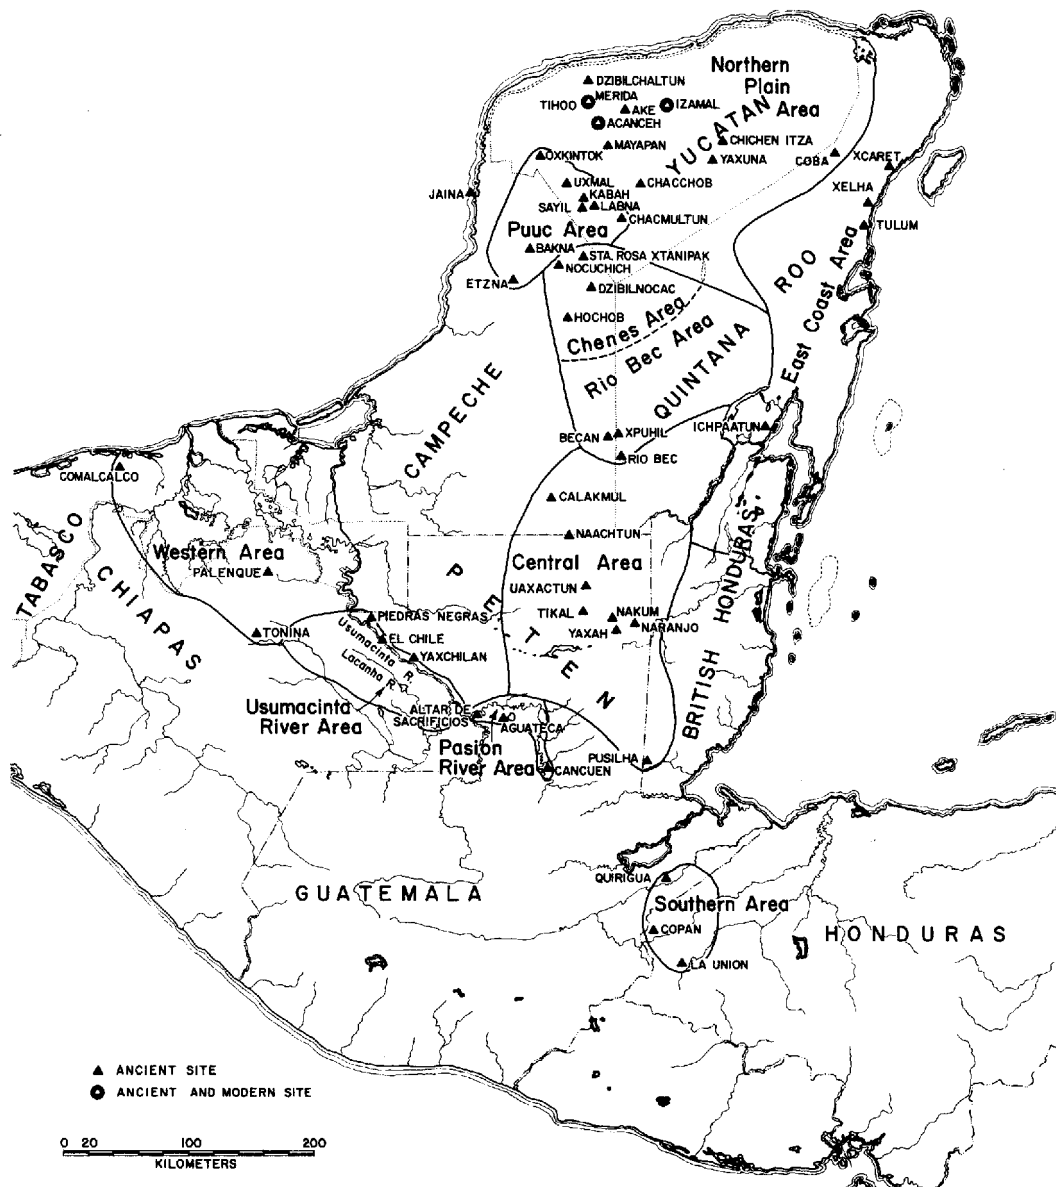 Northern
Plain
Area
DZIBILCHALTUN
MERIDA
TIHOO
AKE
IZAMAL
ACANCEH
YUCATAN
MAYAPAN
CHICHEN ITZA
OXKINTOK
YAXUNA
COBA
XCARET
UXMAL
CHACCHOB
JAINA
KABAH
XELHA
SAYIL
LABNA
CHACMULTUN
TULUM
Puuc Area
BAKNA
STA. ROSA XTANIPAK
NOCUCHICH
ETZNA
DZIBILNOCAC
ROO
East Coast Area
HOCHOB
Chenes Area
Rio Bec Area
QUINTANA
CAMPECHE
BECAN
XPUHIL
ICHPAATUN
RIO BEC
COMALCALCO
CALAKMUL
NAACHTUN
TABASCO
CHIAPAS
Western Area
PALENQUE
PETEN
Central Area
UAXACTUN
BRITISH HONDURAS
TIKAL
NAKUM
YAXAH
NARANJO
PIEDRAS NEGRAS
TONINA
EL CHILE
Usumacinta R.
YAXCHILAN
Lacanha R.
Usumacinta
River Area
ALTAR DE
SACRIFICIOS
AGUATECA
Pasion
River Area
CANCUEN
PUSILHA
QUIRIGUA
GUATEMALA
Southern Area
COPAN
HONDURAS
LA UNION
ANCIENT SITE
ANCIENT AND MODERN SITE
0 20 100 200
KILOMETERS